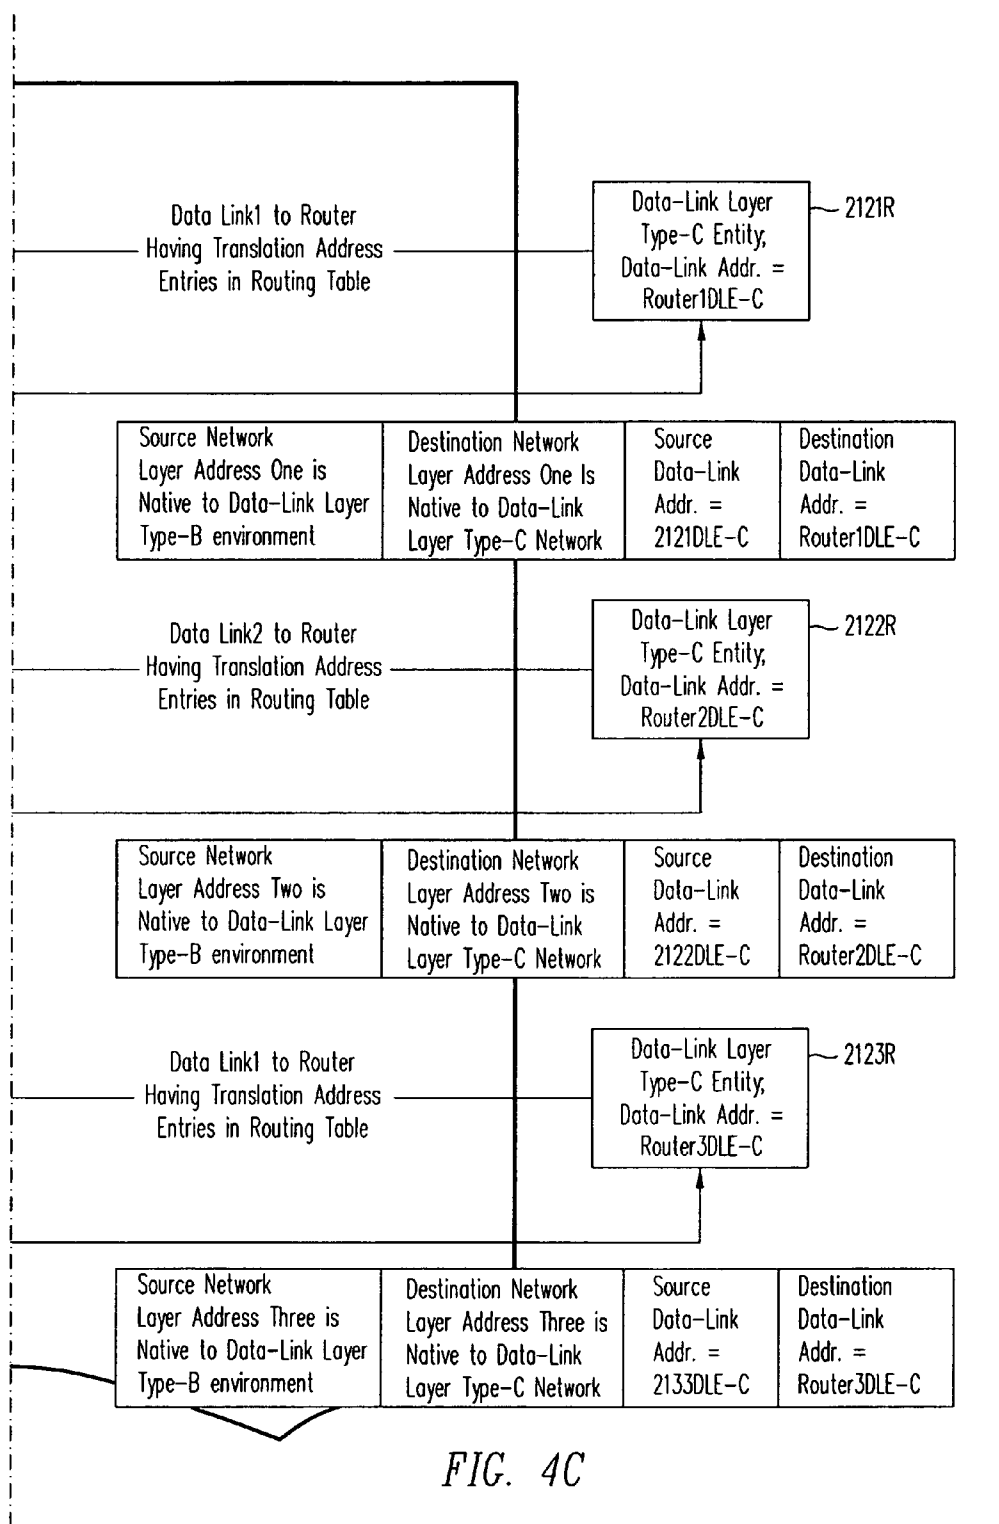 Data Link1 to Router
Having Translation Address
Entries in Routing Table
Data-Link Layer
Type-C Entity,
Data-Link Addr. =
Router1DLE-C
2121R
Source Network
Layer Address One is
Native to Data-Link Layer
Type-B environment
Destination Network
Layer Address One Is
Native to Data-Link
Layer Type-C Network
Source
Data-Link
Addr. =
2121DLE-C
Destination
Data-Link
Addr. =
Router1DLE-C
Data Link2 to Router
Having Translation Address
Entries in Routing Table
Data-Link Layer
Type-C Entity,
Data-Link Addr. =
Router2DLE-C
2122R
Source Network
Layer Address Two is
Native to Data-Link Layer
Type-B environment
Destination Network
Layer Address Two is
Native to Data-Link
Layer Type-C Network
Source
Data-Link
Addr. =
2122DLE-C
Destination
Data-Link
Addr. =
Router2DLE-C
Data Link1 to Router
Having Translation Address
Entries in Routing Table
Data-Link Layer
Type-C Entity,
Data-Link Addr. =
Router3DLE-C
2123R
Source Network
Layer Address Three is
Native to Data-Link Layer
Type-B environment
Destination Network
Layer Address Three is
Native to Data-Link
Layer Type-C Network
Source
Data-Link
Addr. =
2133DLE-C
Destination
Data-Link
Addr. =
Router3DLE-C
FIG. 4C